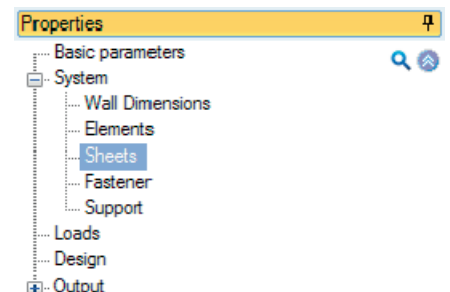 Properties
Basic parameters
System
Wall Dimensions
Elements
Sheets
Fastener
Support
Loads
Design
Output